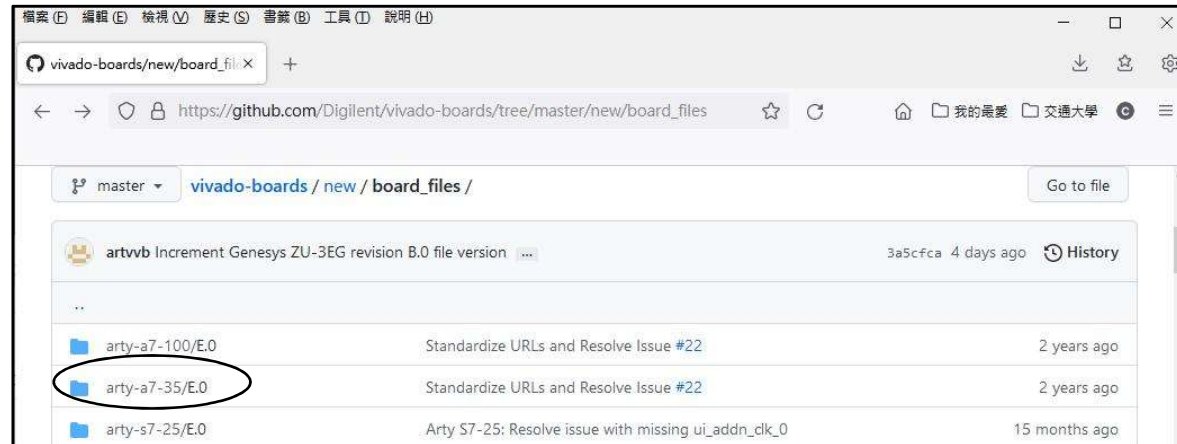 檔案(F) 編輯(E) 檢視(V) 歷史(S) 書籤(B) 工具(T) 說明(H)
vivado-boards/new/board_fil
https://github.com/Digilent/vivado-boards/tree/master/new/board_files 我的最愛 交通大學 C
master vivado-boards / new / board_files / Go to file
artvvb Increment Genesys ZU-3EG revision B.0 file version ... 3a5cfca 4 days ago History
..
arty-a7-100/E.0 Standardize URLs and Resolve Issue #22 2 years ago
arty-a7-35/E.0 Standardize URLs and Resolve Issue #22 2 years ago
arty-s7-25/E.0 Arty S7-25: Resolve issue with missing ui_addn_clk_0 15 months ago